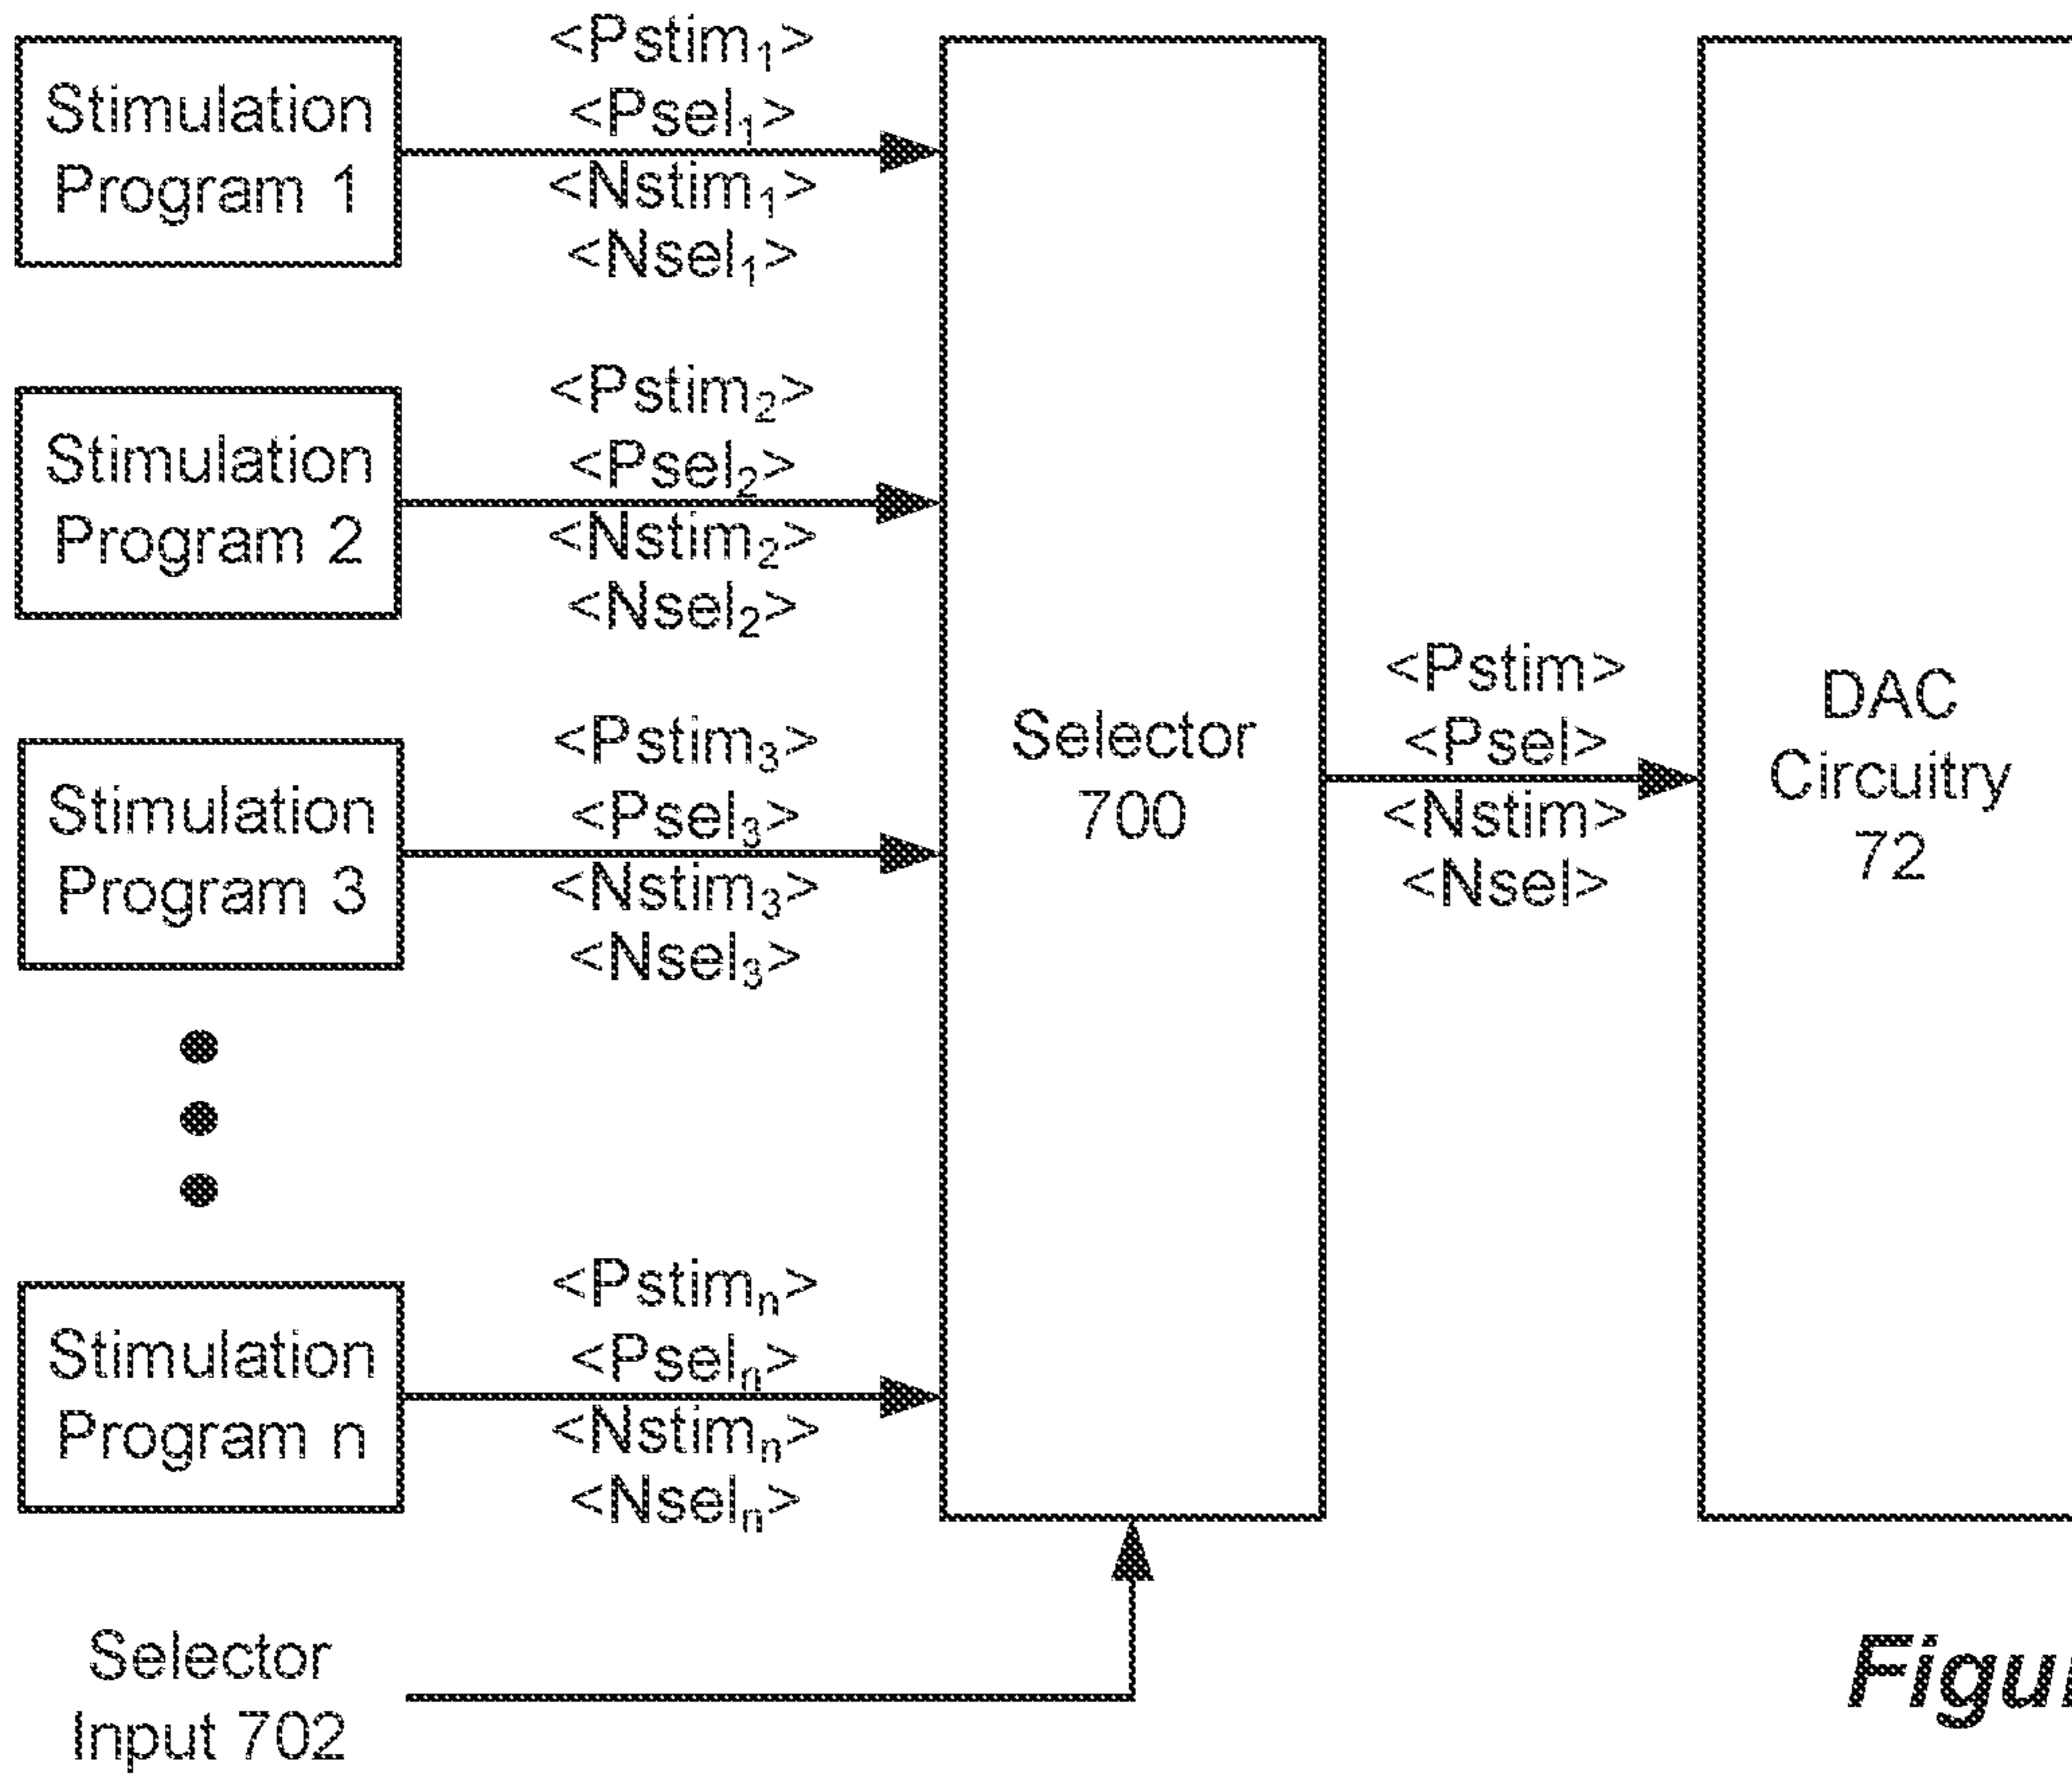 Stimulation
Program 1
<Pstim₁>
<Psel₁>
<Nstim₁>
<Nsel₁>
Stimulation
Program 2
<Pstim₂>
<Psel₂>
<Nstim₂>
<Nsel₂>
Stimulation
Program 3
<Pstim₃>
<Psel₃>
<Nstim₃>
<Nsel₃>
Stimulation
Program n
<Pstimₙ>
<Pselₙ>
<Nstimₙ>
<Nselₙ>
Selector
700
<Pstim>
<Psel>
<Nstim>
<Nsel>
DAC
Circuitry
72
Selector
Input 702